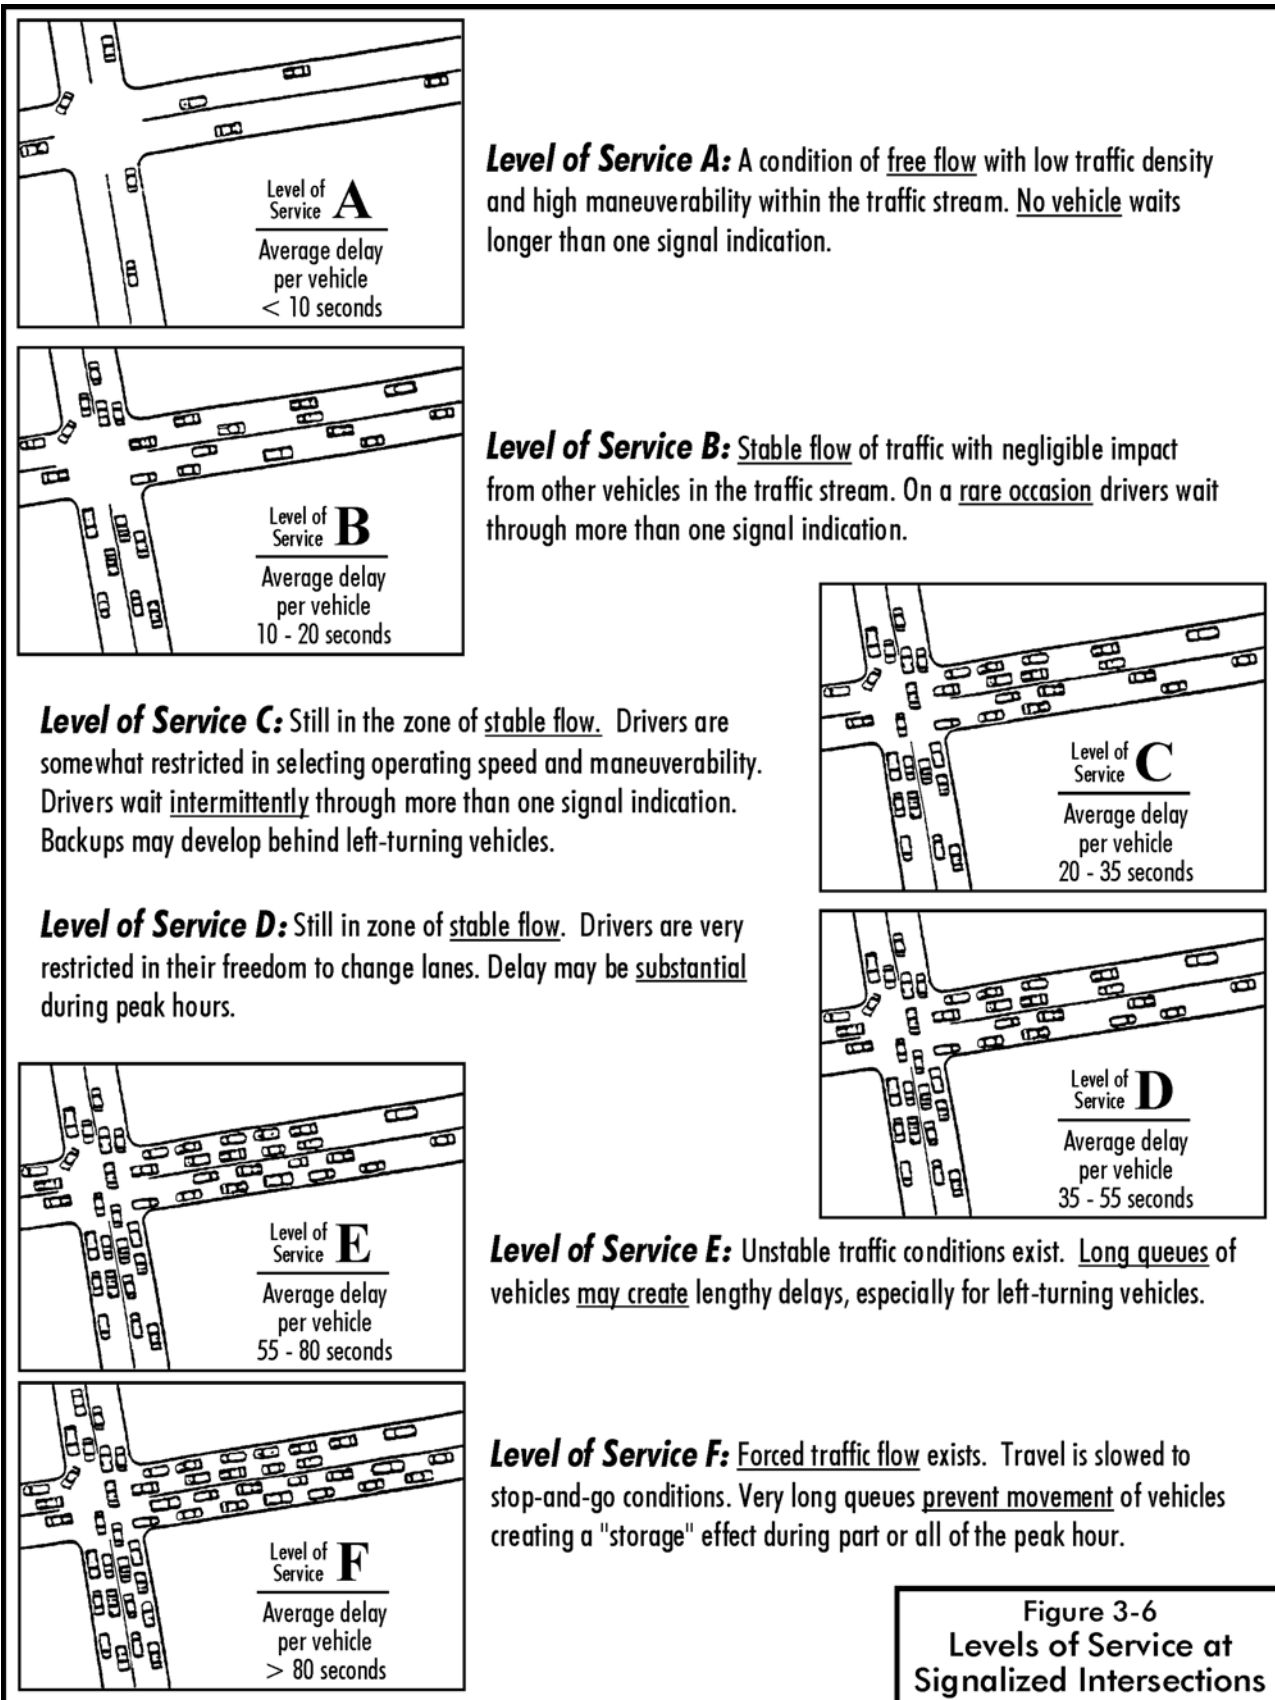 Level of
Service A
Average delay
per vehicle
< 10 seconds
Level of Service A: A condition of free flow with low traffic density
and high maneuverability within the traffic stream. No vehicle waits
longer than one signal indication.
Level of
Service B
Average delay
per vehicle
10 - 20 seconds
Level of Service B: Stable flow of traffic with negligible impact
from other vehicles in the traffic stream. On a rare occasion drivers wait
through more than one signal indication.
Level of Service C: Still in the zone of stable flow. Drivers are
somewhat restricted in selecting operating speed and maneuverability.
Drivers wait intermittently through more than one signal indication.
Backups may develop behind left-turning vehicles.
Level of
Service C
Average delay
per vehicle
20 - 35 seconds
Level of Service D: Still in zone of stable flow. Drivers are very
restricted in their freedom to change lanes. Delay may be substantial
during peak hours.
Level of
Service D
Average delay
per vehicle
35 - 55 seconds
Level of
Service E
Average delay
per vehicle
55 - 80 seconds
Level of Service E: Unstable traffic conditions exist. Long queues of
vehicles may create lengthy delays, especially for left-turning vehicles.
Level of
Service F
Average delay
per vehicle
> 80 seconds
Level of Service F: Forced traffic flow exists. Travel is slowed to
stop-and-go conditions. Very long queues prevent movement of vehicles
creating a "storage" effect during part or all of the peak hour.
Figure 3-6
Levels of Service at
Signalized Intersections